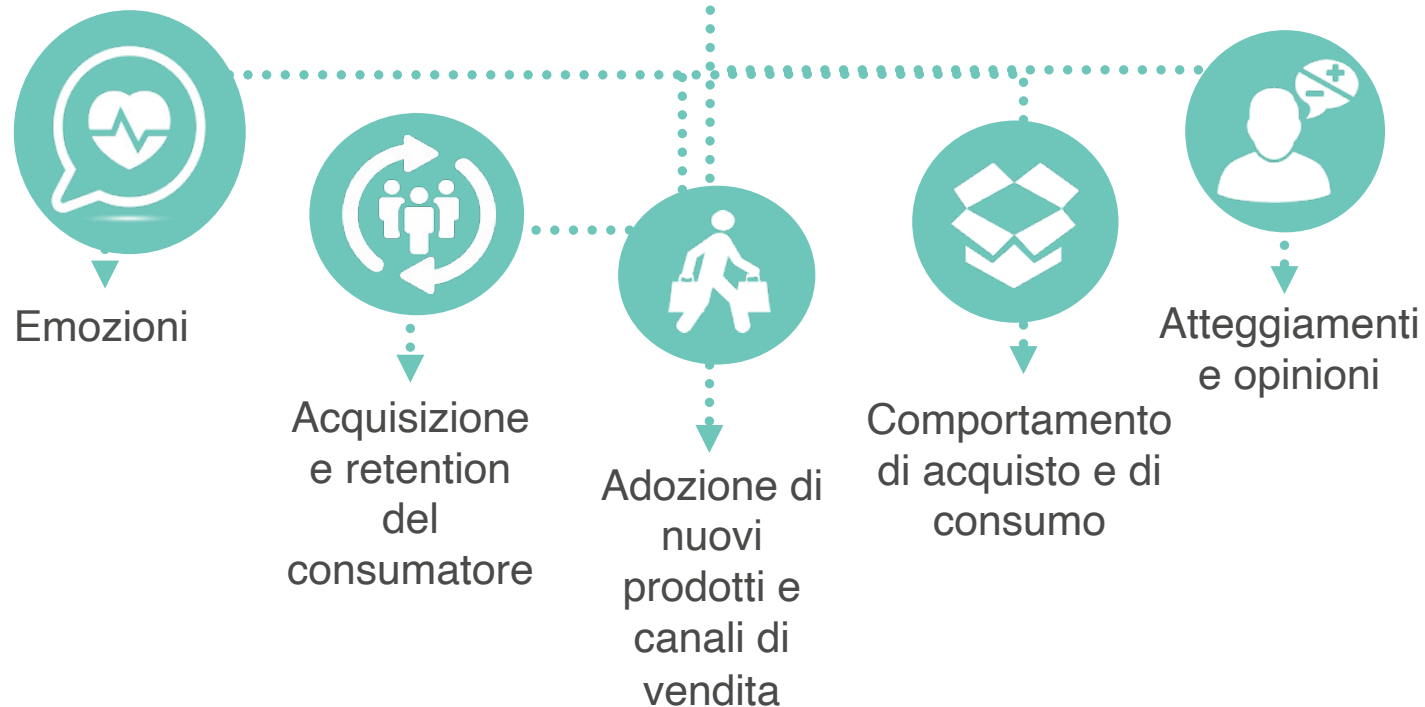 Emozioni
Acquisizione
e retention
del
consumatore
Adozione di
nuovi
prodotti e
canali di
vendita
Comportamento
di acquisto e di
consumo
Atteggiamenti
e opinioni